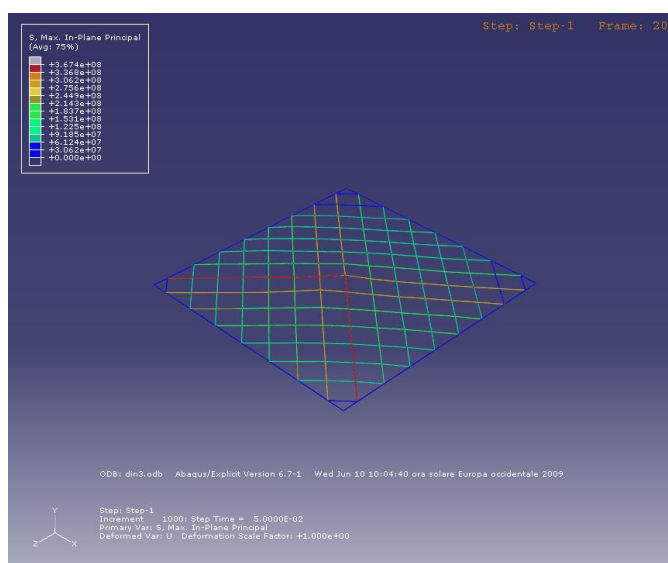 Step: Step-1 Frame: 20
S, Max. In-Plane Principal
(Avg: 75%)
+3.674e+08
+3.368e+08
+3.062e+08
+2.756e+08
+2.449e+08
+2.143e+08
+1.837e+08
+1.531e+08
+1.225e+08
+9.185e+07
+6.124e+07
+3.062e+07
+0.000e+00
ODB: din3.odb Abaqus/Explicit Version 6.7-1 Wed Jun 10 10:04:40 ora solare Europa occidentale 2009
Y
Z
X
Step: Step-1
Increment 1000: Step Time = 5.0000E-02
Primary Var: S, Max. In-Plane Principal
Deformed Var: U Deformation Scale Factor: +1.000e+00